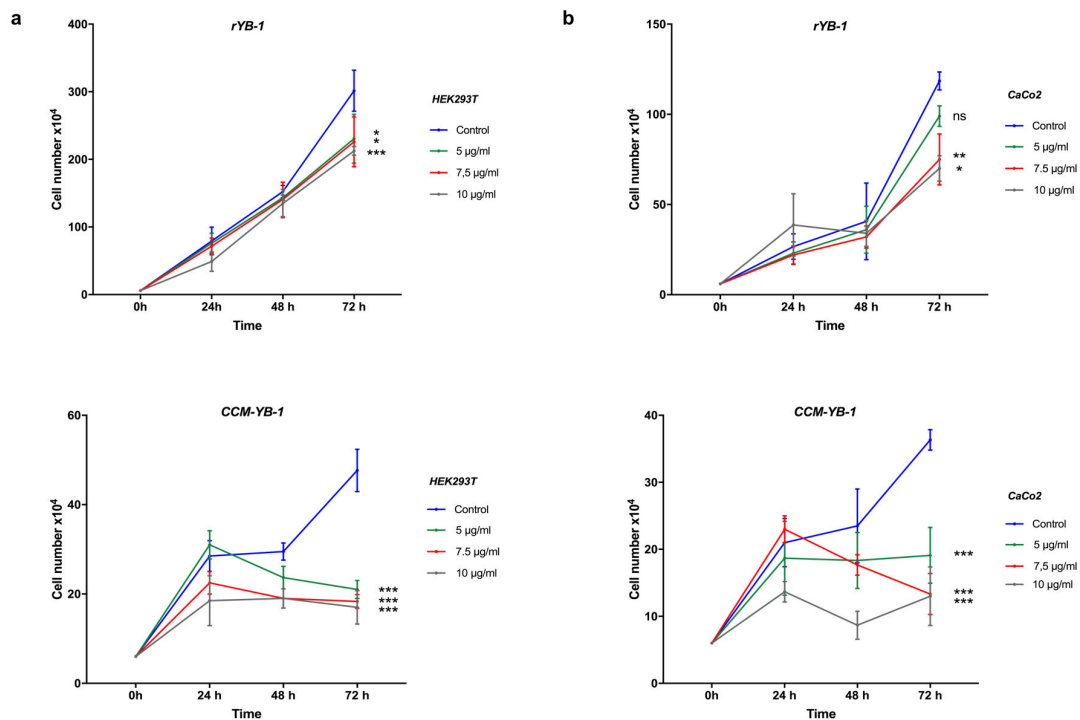 a
rYB-1
Cell number x10⁴
500
400
300
200
100
0
0h
24h
48 h
72 h
Time
*
*
***
HEK293T
Control
5 µg/ml
7,5 µg/ml
10 µg/ml
b
rYB-1
Cell number x10⁴
150
100
50
0
0h
24 h
48 h
72 h
Time
ns
**
*
CaCo2
Control
5 µg/ml
7.5 µg/ml
10 µg/ml
CCM-YB-1
Cell number x10⁴
60
40
20
0
0h
24 h
48 h
72 h
Time
***
***
***
HEK293T
Control
5 µg/ml
7.5 µg/ml
10 µg/ml
CCM-YB-1
Cell number x10⁴
40
30
20
10
0
0h
24 h
48 h
72 h
Time
***
***
***
CaCo2
Control
5 µg/ml
7,5 µg/ml
10 µg/ml